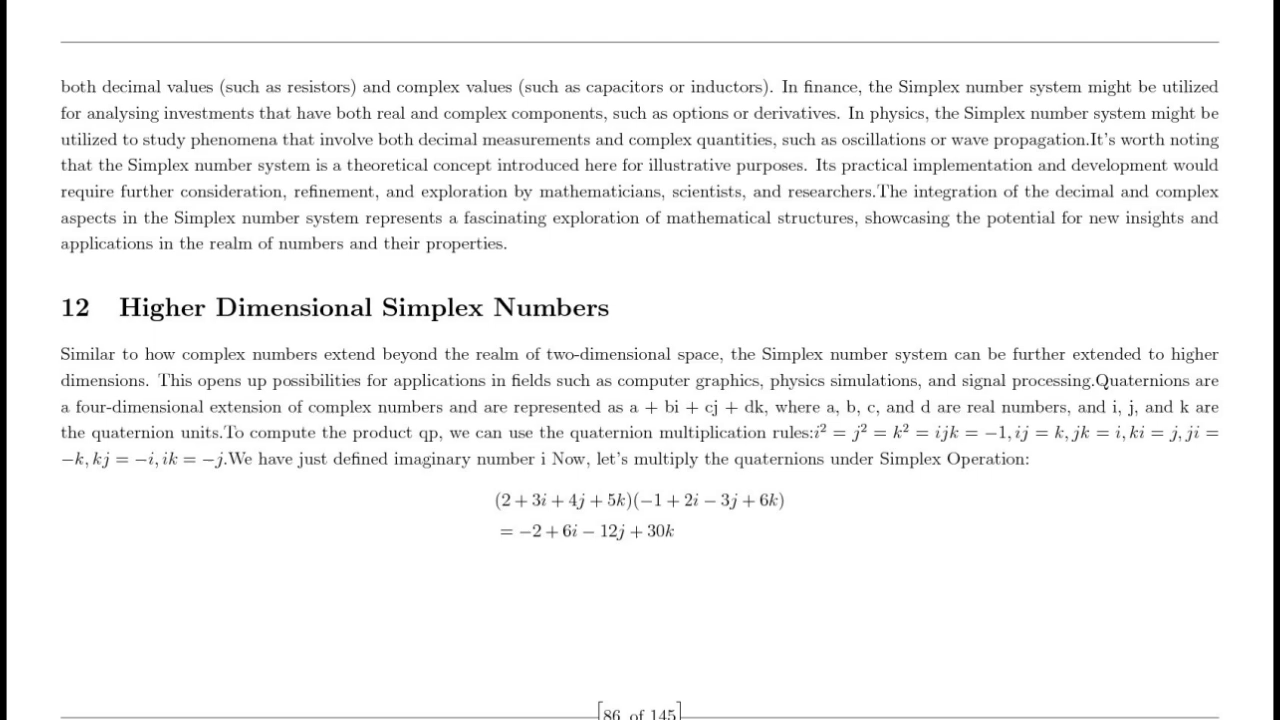 both decimal values (such as resistors) and complex values (such as capacitors or inductors). In finance, the Simplex number system might be utilized
for analysing investments that have both real and complex components, such as options or derivatives. In physics, the Simplex number system might be
utilized to study phenomena that involve both decimal measurements and complex quantities, such as oscillations or wave propagation.It's worth noting
that the Simplex number system is a theoretical concept introduced here for illustrative purposes. Its practical implementation and development would
require further consideration, refinement, and exploration by mathematicians, scientists, and researchers.The integration of the decimal and complex
aspects in the Simplex number system represents a fascinating exploration of mathematical structures, showcasing the potential for new insights and
applications in the realm of numbers and their properties.
12 Higher Dimensional Simplex Numbers
Similar to how complex numbers extend beyond the realm of two-dimensional space, the Simplex number system can be further extended to higher
dimensions. This opens up possibilities for applications in fields such as computer graphics, physics simulations, and signal processing.Quaternions are
a four-dimensional extension of complex numbers and are represented as a + bi + cj + dk, where a, b, c, and d are real numbers, and i, j, and k are
the quaternion units.To compute the product qp, we can use the quaternion multiplication rules:i² = j² = k² = ijk = −1, ij = k, jk = i, ki = j, ji =
−k, kj = −i, ik = −j.We have just defined imaginary number i Now, let's multiply the quaternions under Simplex Operation:
(2 + 3i + 4j + 5k)(−1 + 2i − 3j + 6k)
= −2 + 6i − 12j + 30k
[86 of 145]